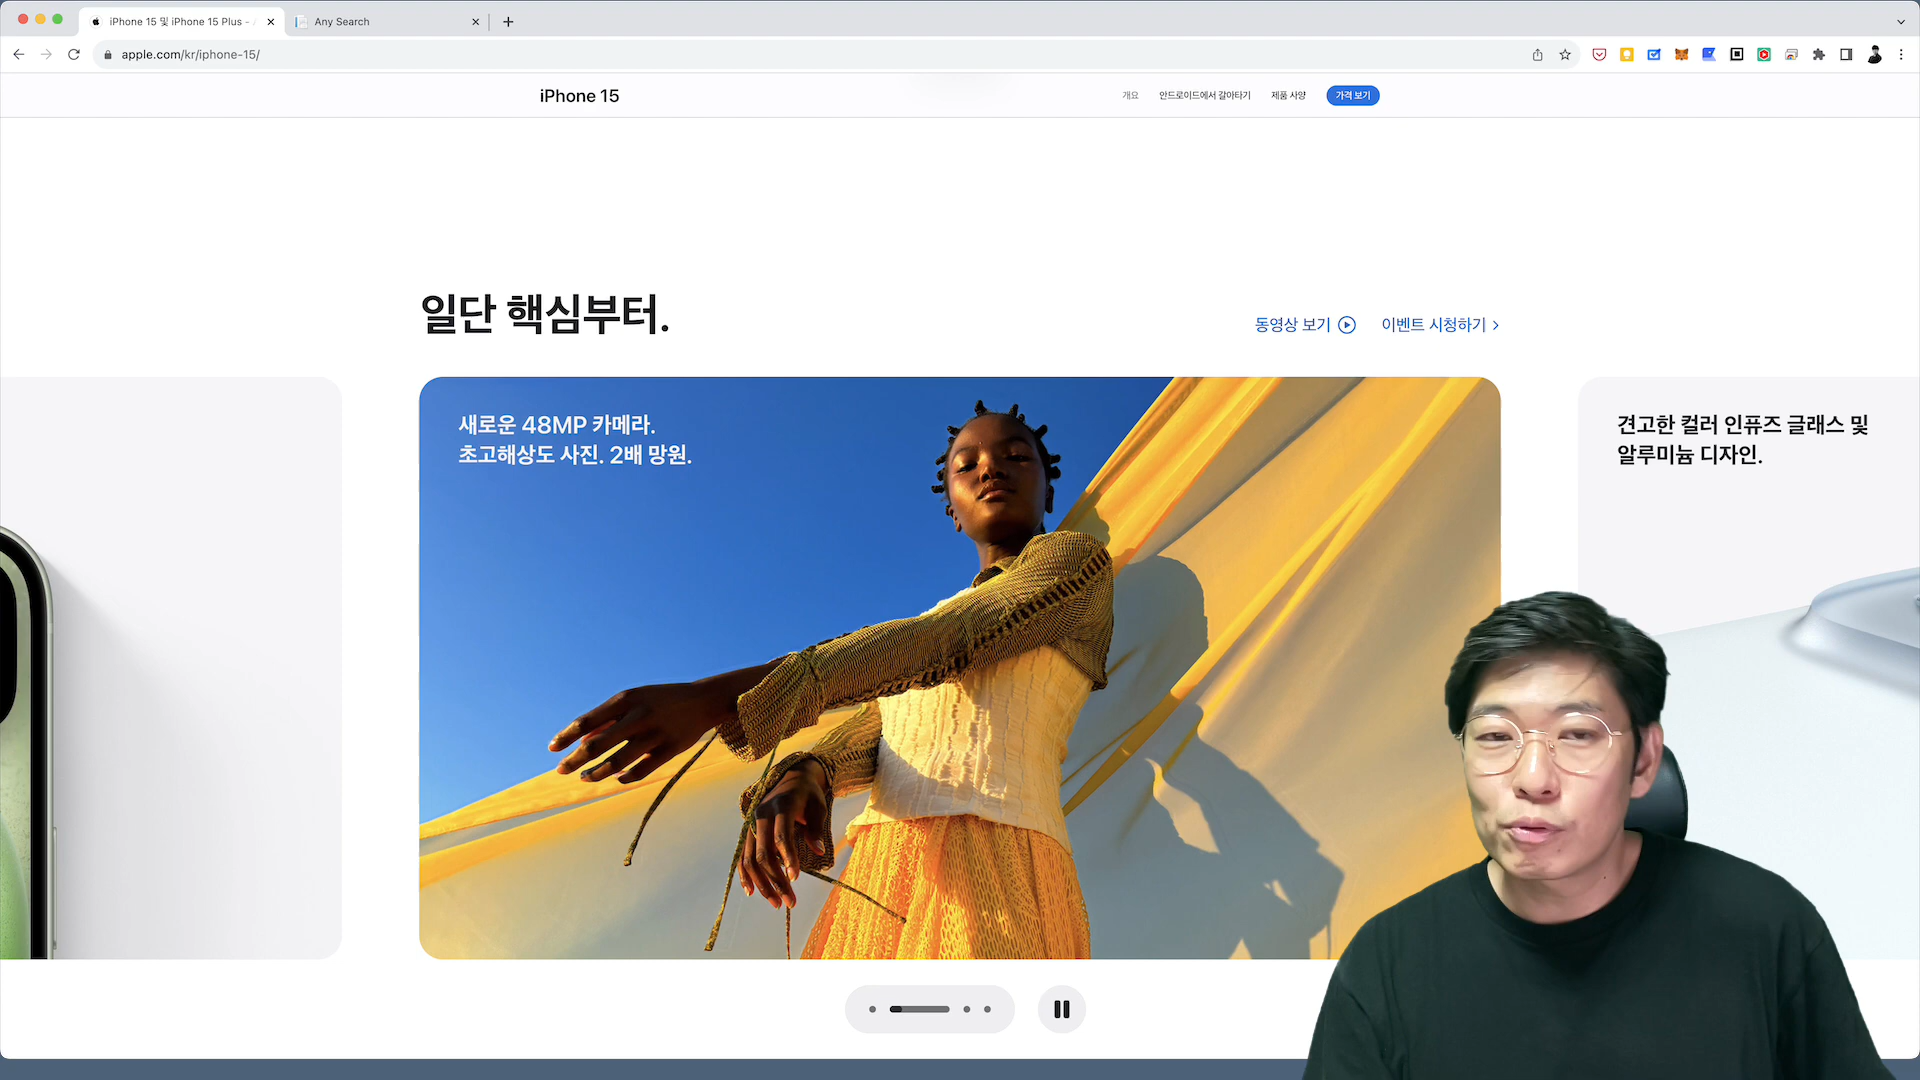 iPhone 15 및 iPhone 15 Plus -
Any Search
apple.com/kr/iphone-15/
iPhone 15
개요
안드로이드에서 갈아타기
제품 사양
가격 보기
일단 핵심부터.
동영상 보기
이벤트 시청하기
새로운 48MP 카메라.
초고해상도 사진. 2배 망원.
견고한 컬러 인퓨즈 글래스 및
알루미늄 디자인.